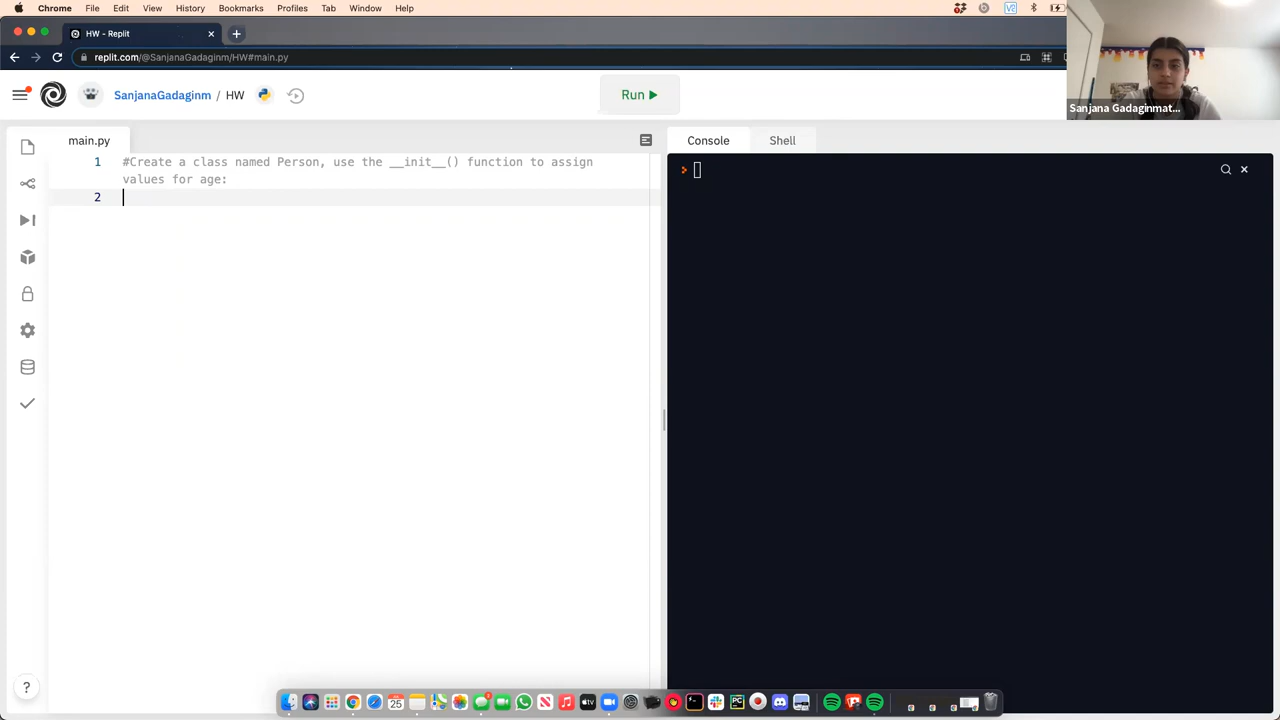 Chrome File Edit View History Bookmarks Profiles Tab Window Help
HW - Replit
replit.com/@SanjanaGadaginm/HW#main.py
SanjanaGadaginm / HW
Run
Sanjana Gadaginmat...
main.py
Console Shell
1 #Create a class named Person, use the __init__() function to assign
values for age:
2
25
?